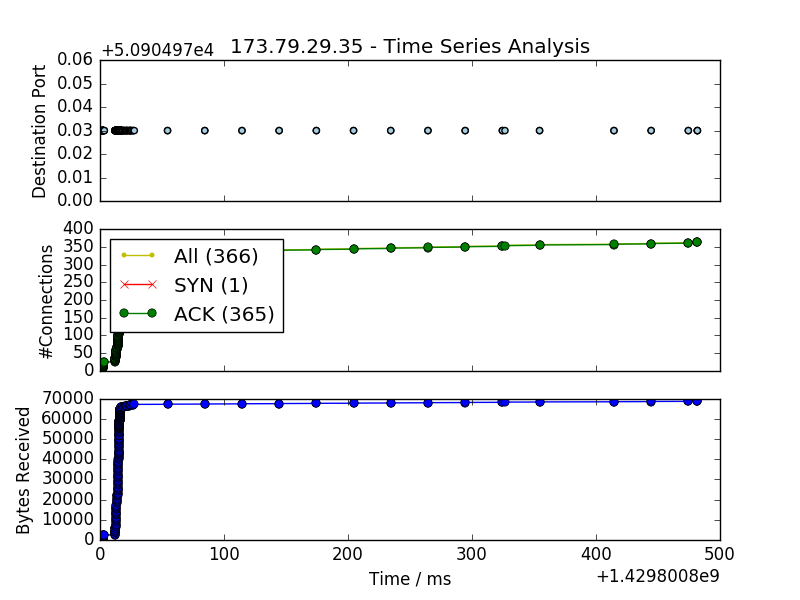 173.79.29.35 - Time Series Analysis
+5.090497e4
0.06
0.05
0.04
0.03
0.02
0.01
0.00
Destination Port
400
350
300
250
200
150
100
50
0
#Connections
All (366)
SYN (1)
ACK (365)
70000
60000
50000
40000
30000
20000
10000
0
Bytes Received
0 100 200 300 400 500
Time / ms
+1.4298008e9